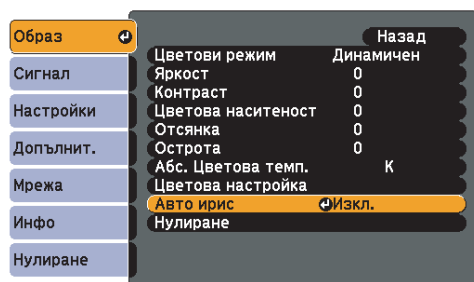 Образ
Сигнал
Настройки
Допълнит.
Мрежа
Инфо
Нулиране
Назад
Цветови режим Динамичен
Яркост 0
Контраст 0
Цветова наситеност 0
Отсянка 0
Острота 0
Абс. Цветова темп. К
Цветова настройка
Авто ирис Изкл.
Нулиране